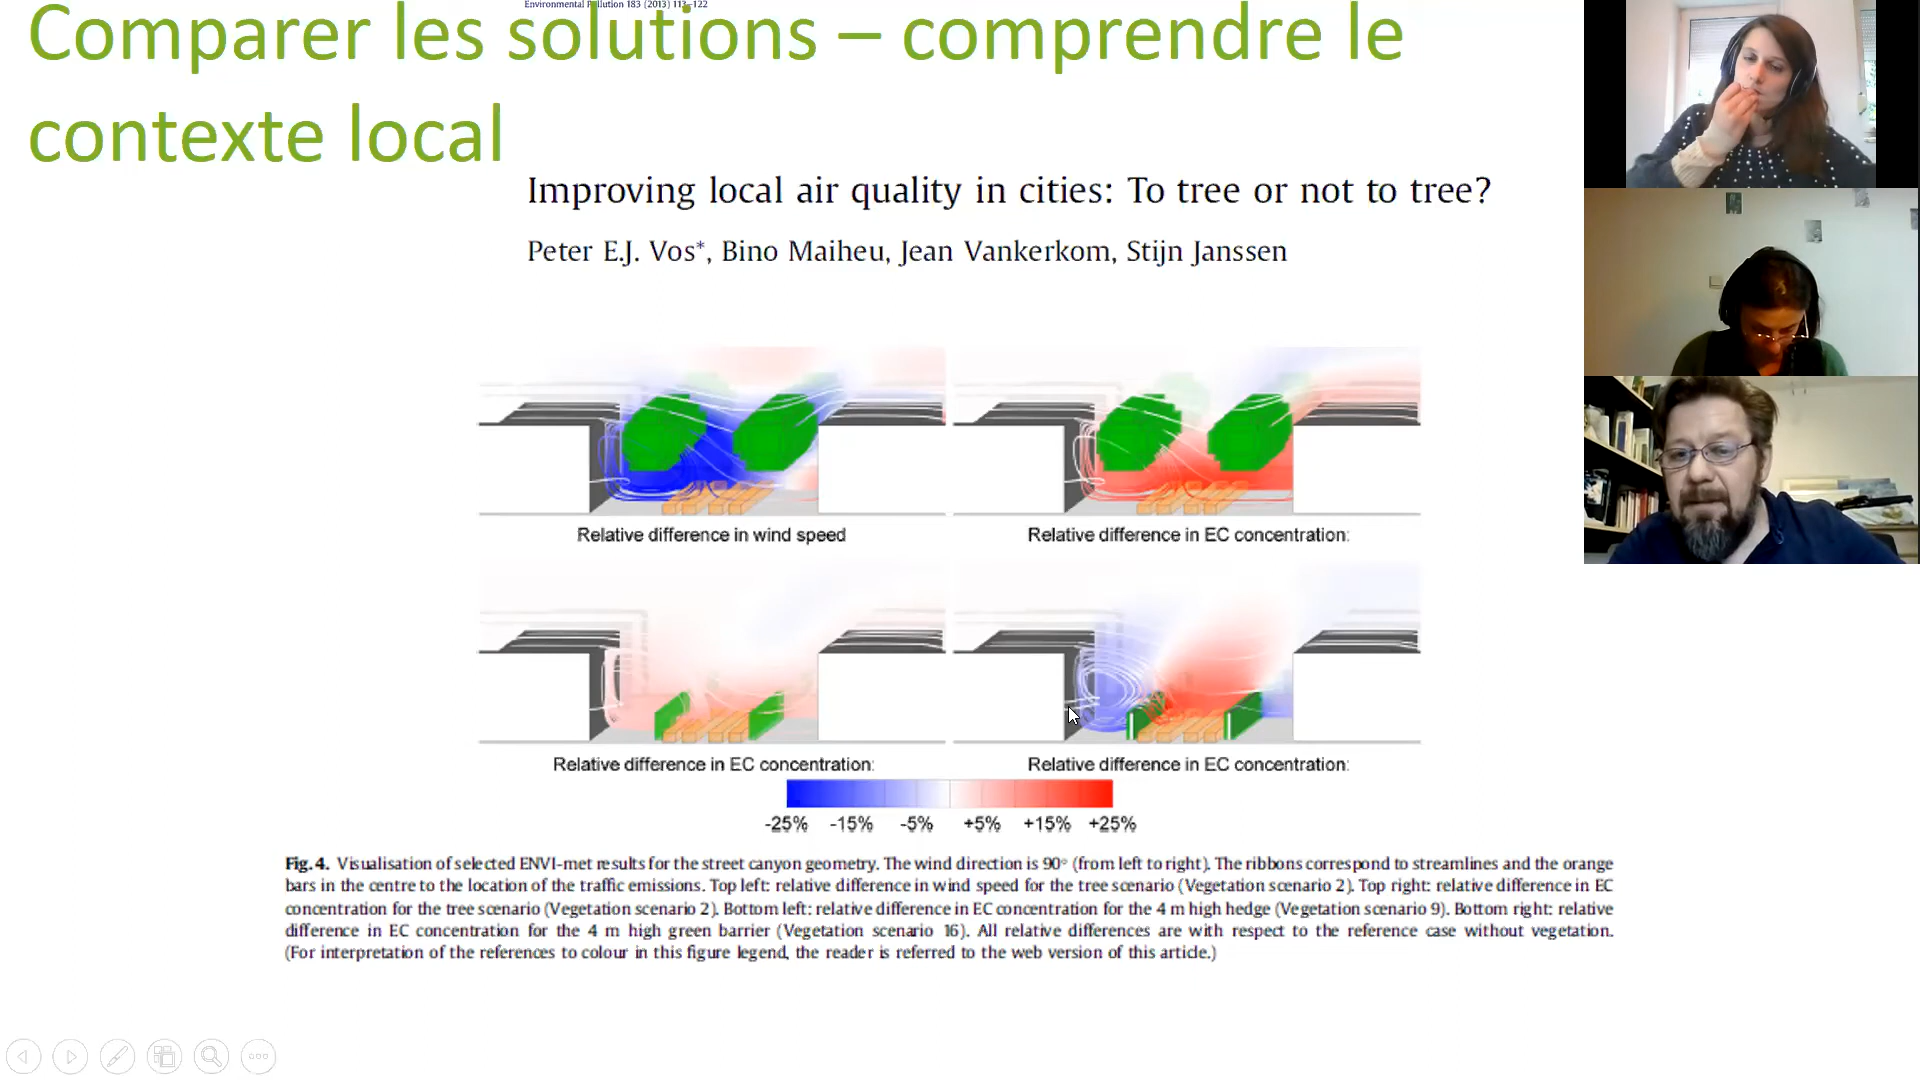 Environmental Pollution 183 (2013) 113–122
Comparer les solutions – comprendre le
contexte local
Improving local air quality in cities: To tree or not to tree?
Peter E.J. Vos*, Bino Maiheu, Jean Vankerkom, Stijn Janssen
Relative difference in wind speed
Relative difference in EC concentration:
Relative difference in EC concentration:
Relative difference in EC concentration:
-25% -15% -5% +5% +15% +25%
Fig. 4. Visualisation of selected ENVI-met results for the street canyon geometry. The wind direction is 90° (from left to right). The ribbons correspond to streamlines and the orange
bars in the centre to the location of the traffic emissions. Top left: relative difference in wind speed for the tree scenario (Vegetation scenario 2). Top right: relative difference in EC
concentration for the tree scenario (Vegetation scenario 2). Bottom left: relative difference in EC concentration for the 4 m high hedge (Vegetation scenario 9). Bottom right: relative
difference in EC concentration for the 4 m high green barrier (Vegetation scenario 16). All relative differences are with respect to the reference case without vegetation.
(For interpretation of the references to colour in this figure legend, the reader is referred to the web version of this article.)